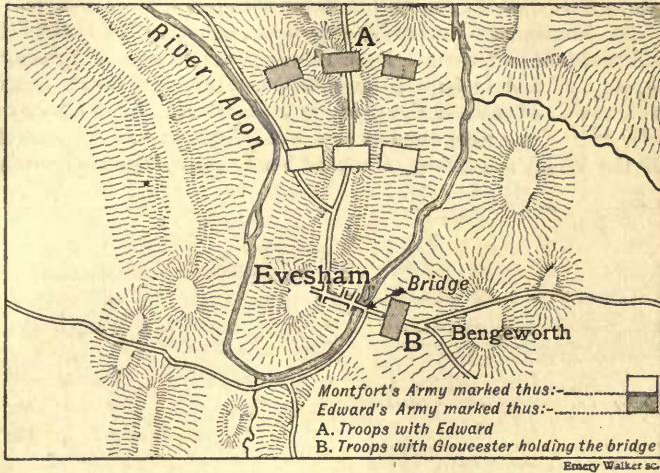 River Avon
A
Evesham
Bridge
B
Bengeworth
Montfort's Army marked thus:-
Edward's Army marked thus:-
A. Troops with Edward
B. Troops with Gloucester holding the bridge
Emery Walker sc.